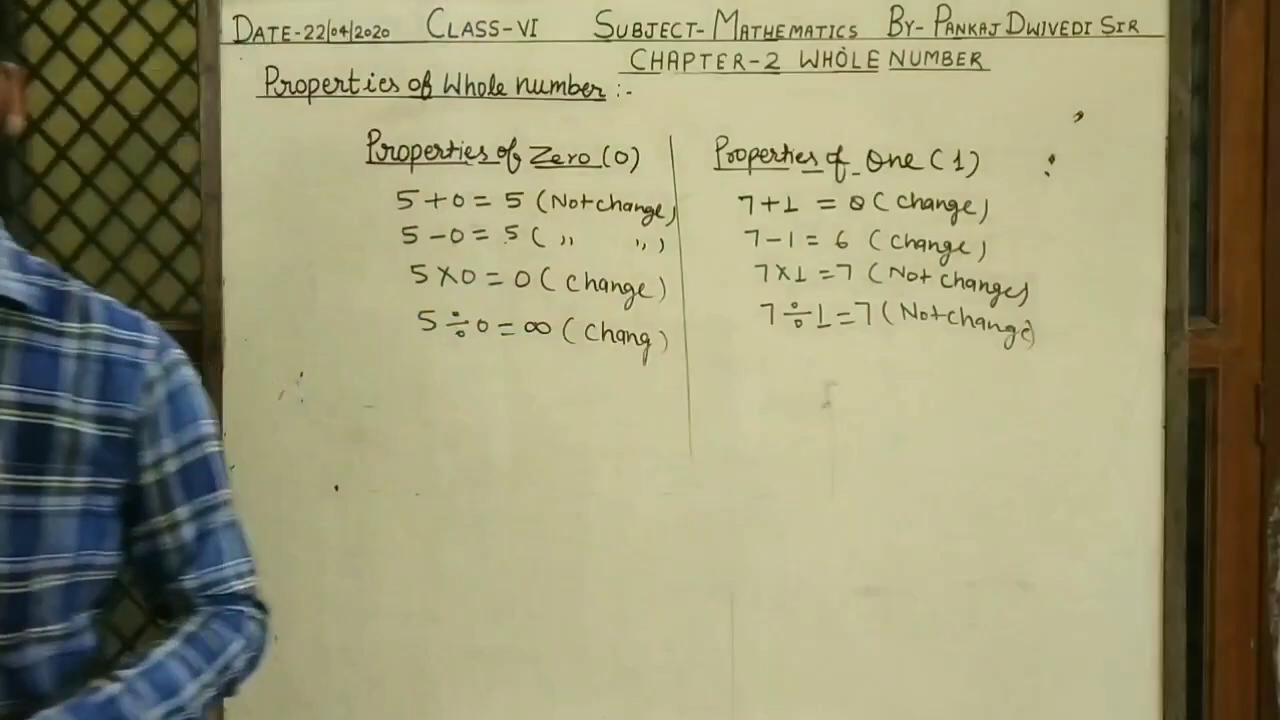 DATE-22/04/2020 CLASS-VI SUBJECT-MATHEMATICS BY-PANKAJ DWIVEDI SIR
CHAPTER-2 WHOLE NUMBER
Properties of Whole number :-
Properties of Zero (0)
5 + 0 = 5 (Not change)
5 - 0 = 5 ( ,, ,, )
5 × 0 = 0 ( change )
5 ÷ 0 = ∞ ( chang )
Properties of One ( 1 )
7 + 1 = 8 ( change )
7 - 1 = 6 ( change )
7 × 1 = 7 ( Not change )
7 ÷ 1 = 7 ( Not change )